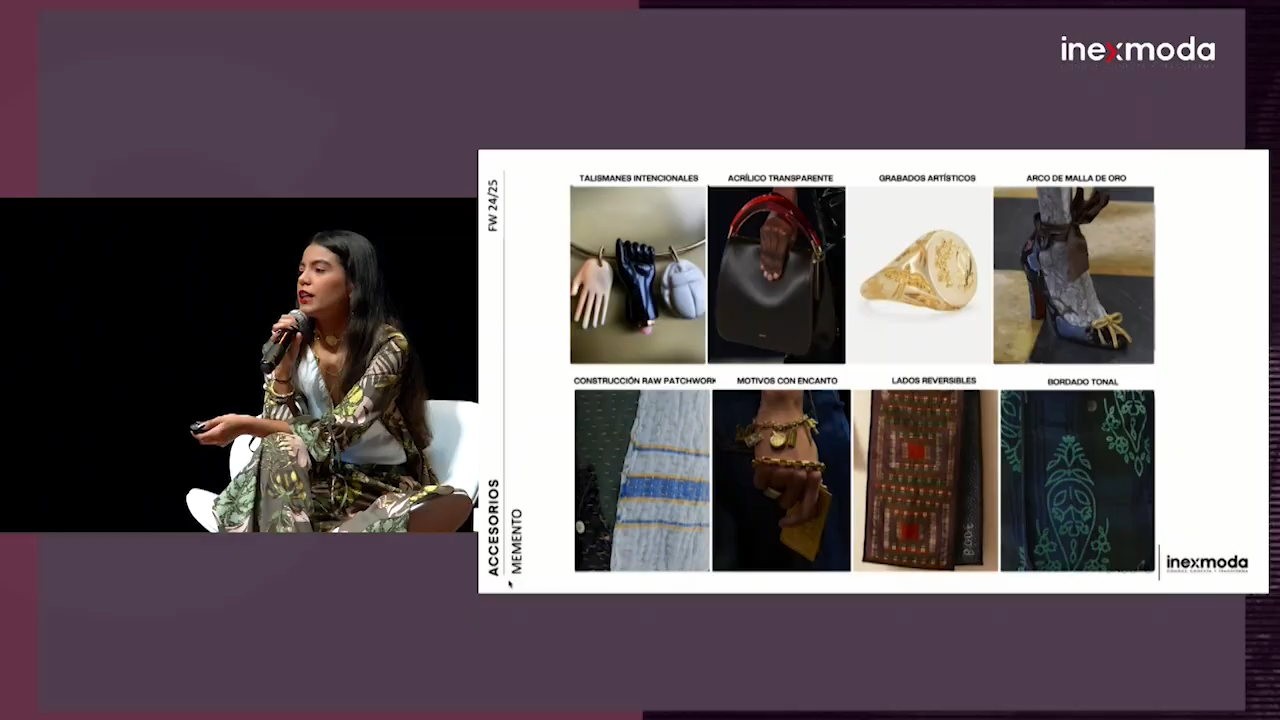 inexmoda
FW 24/25
ACCESORIOS
MEMENTO
TALISMANES INTENCIONALES
ACRÍLICO TRANSPARENTE
GRABADOS ARTÍSTICOS
ARCO DE MALLA DE ORO
CONSTRUCCIÓN RAW PATCHWORK
MOTIVOS CON ENCANTO
LADOS REVERSIBLES
BORDADO TONAL
inexmoda